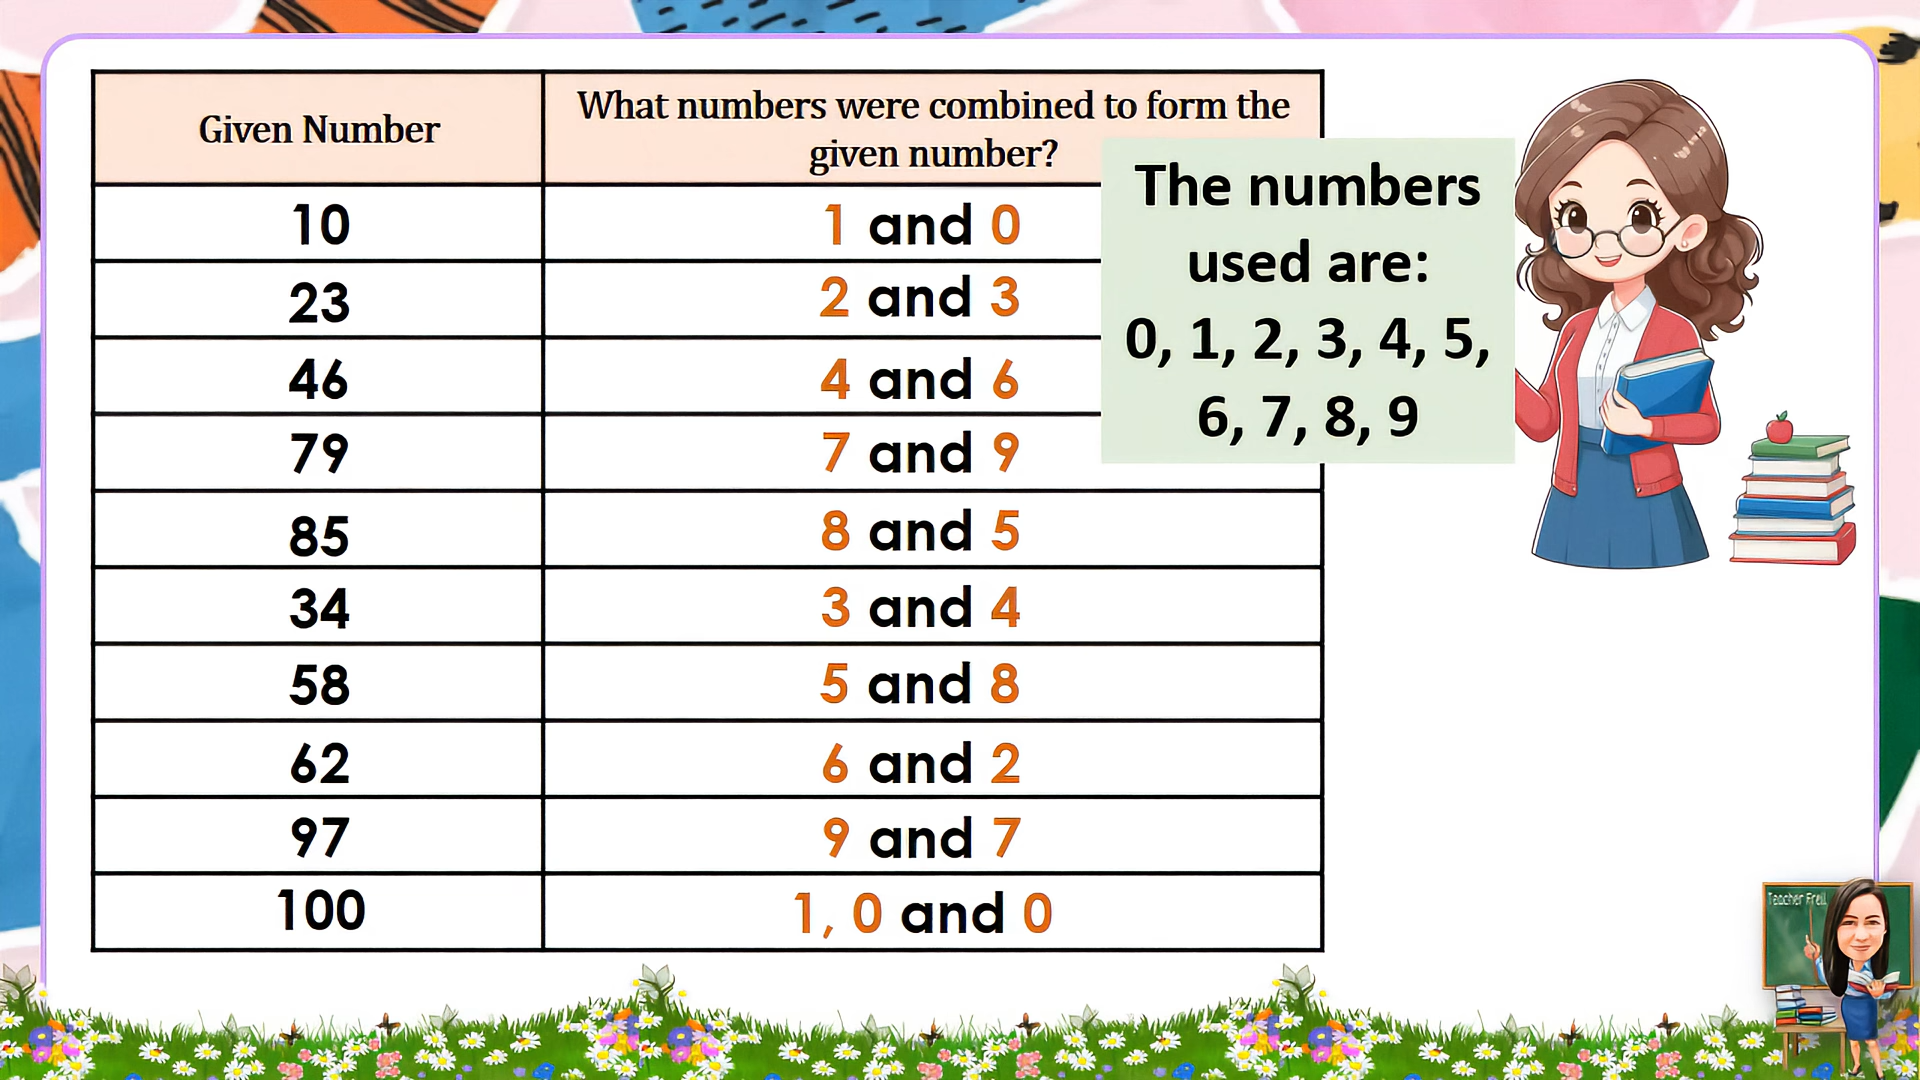 Given Number
What numbers were combined to form the
given number?
10
1 and 0
23
2 and 3
46
4 and 6
79
7 and 9
85
8 and 5
34
3 and 4
58
5 and 8
62
6 and 2
97
9 and 7
100
1, 0 and 0
The numbers
used are:
0, 1, 2, 3, 4, 5,
6, 7, 8, 9
Teacher Frell